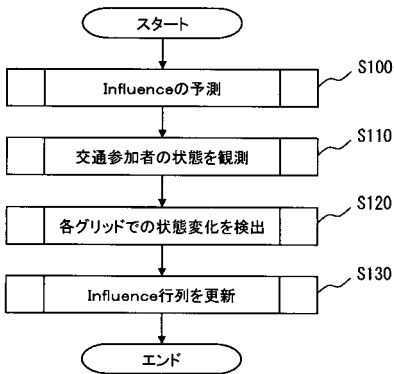 スタート
Influenceの予測
S100
交通参加者の状態を観測
S110
各グリッドでの状態変化を検出
S120
Influence行列を更新
S130
エンド